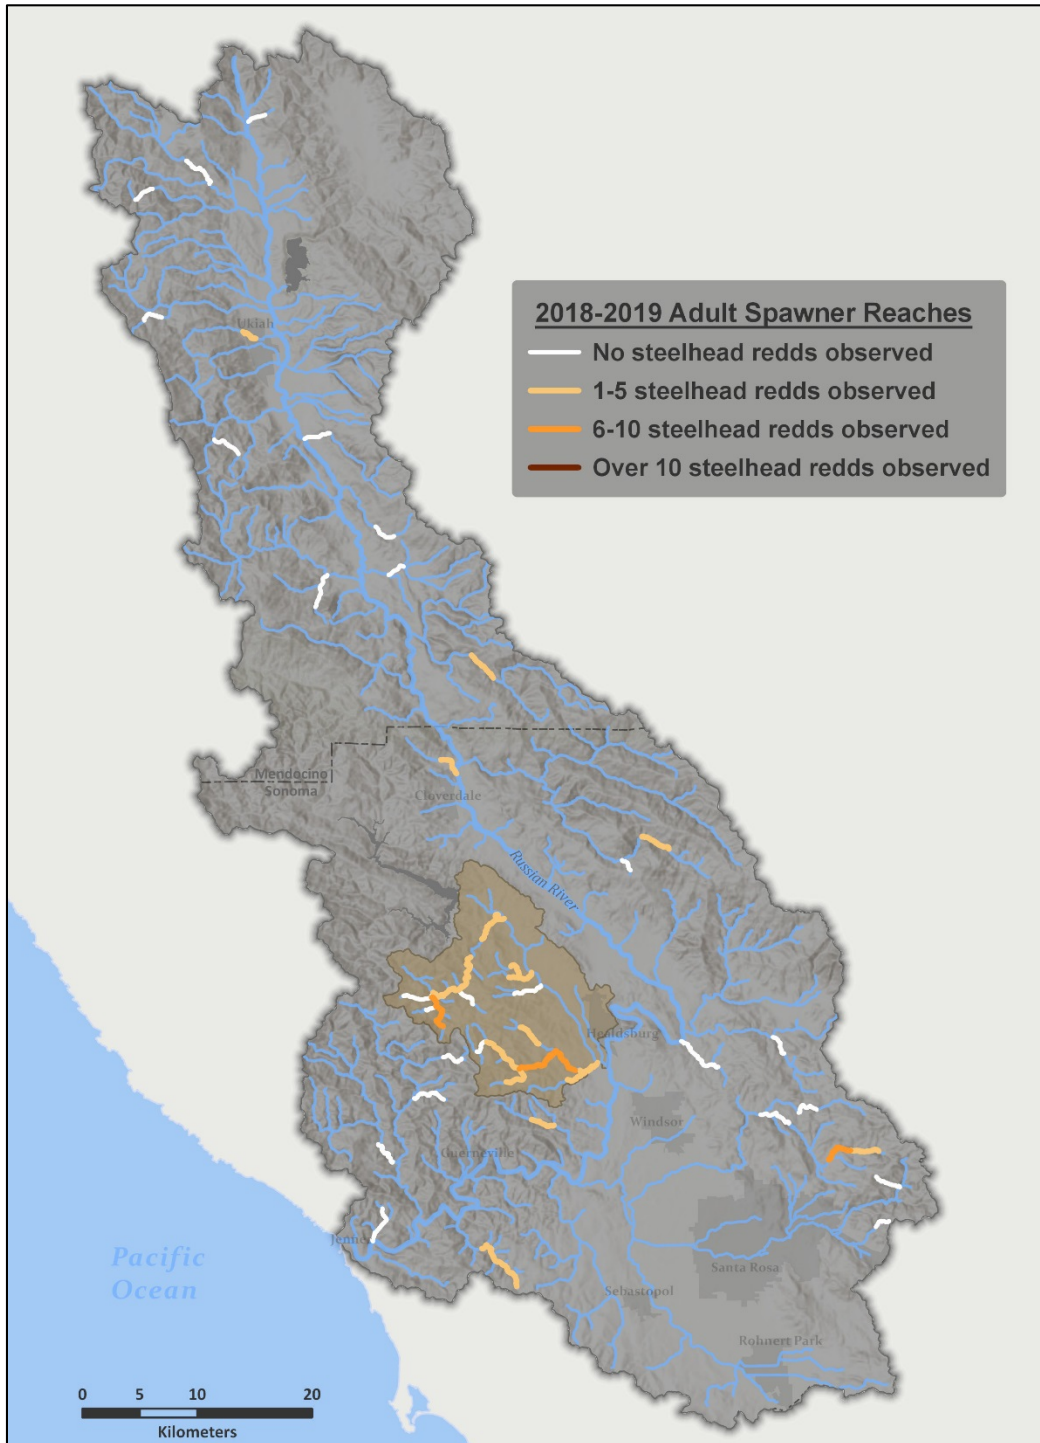 Ukiah
2018-2019 Adult Spawner Reaches
No steelhead redds observed
1-5 steelhead redds observed
6-10 steelhead redds observed
Over 10 steelhead redds observed
Mendocino
Sonoma
Cloverdale
Russian River
Healdsburg
Windsor
Guerneville
Jenner
Pacific
Ocean
Santa Rosa
Sebastopol
Rohnert Park
0 5 10 20
Kilometers